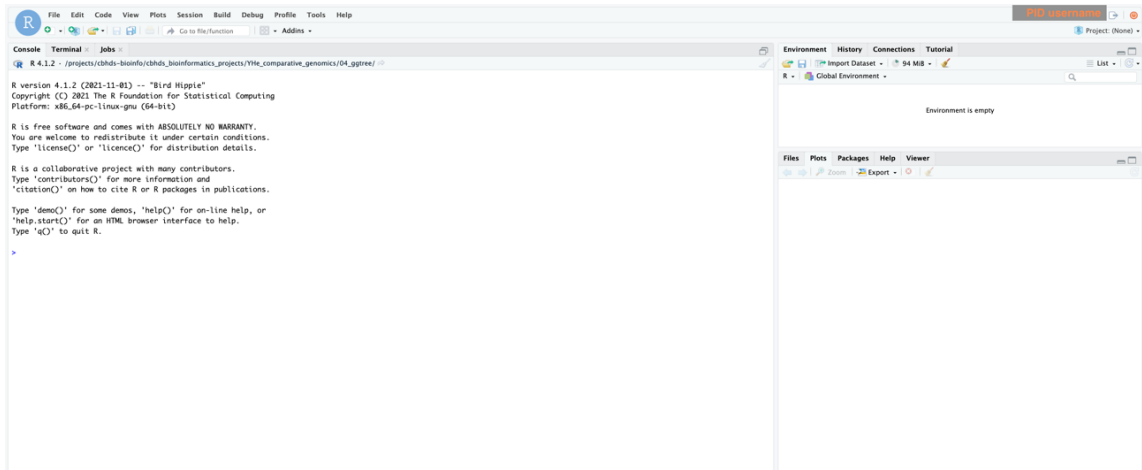 R
File Edit Code View Plots Session Build Debug Profile Tools Help
PID username
Go to file/function
Addins
Project: (None)
Console Terminal Jobs
R 4.1.2 · /projects/cbhds-bioinfo/cbhds_bioinformatics_projects/YHe_comparative_genomics/04_ggtree/
R version 4.1.2 (2021-11-01) -- "Bird Hippie"
Copyright (C) 2021 The R Foundation for Statistical Computing
Platform: x86_64-pc-linux-gnu (64-bit)
R is free software and comes with ABSOLUTELY NO WARRANTY.
You are welcome to redistribute it under certain conditions.
Type 'license()' or 'licence()' for distribution details.
R is a collaborative project with many contributors.
Type 'contributors()' for more information and
'citation()' on how to cite R or R packages in publications.
Type 'demo()' for some demos, 'help()' for on-line help, or
'help.start()' for an HTML browser interface to help.
Type 'q()' to quit R.
>
Environment History Connections Tutorial
Import Dataset 94 MiB List
R Global Environment
Environment is empty
Files Plots Packages Help Viewer
Zoom Export